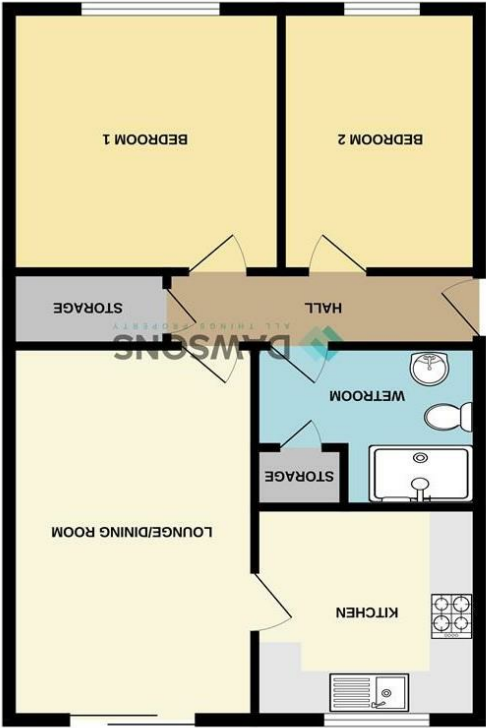 KITCHEN
LOUNGE/DINING ROOM
STORAGE
WETROOM
DAWSONS
ALL THINGS PROPERTY
HALL
STORAGE
BEDROOM 2
BEDROOM 1